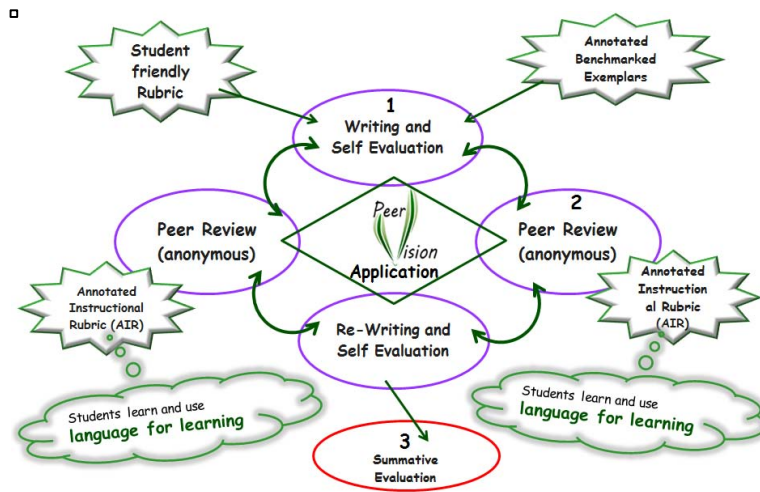 Student
friendly
Rubric
Annotated
Benchmarked
Exemplars
1
Writing and
Self Evaluation
Peer Review
(anonymous)
Peer
Vision
Application
2
Peer Review
(anonymous)
Annotated
Instructional
Rubric (AIR)
Annotated
Instruction
al Rubric
(AIR)
Re-Writing and
Self Evaluation
Students learn and use
language for learning
Students learn and use
language for learning
3
Summative
Evaluation